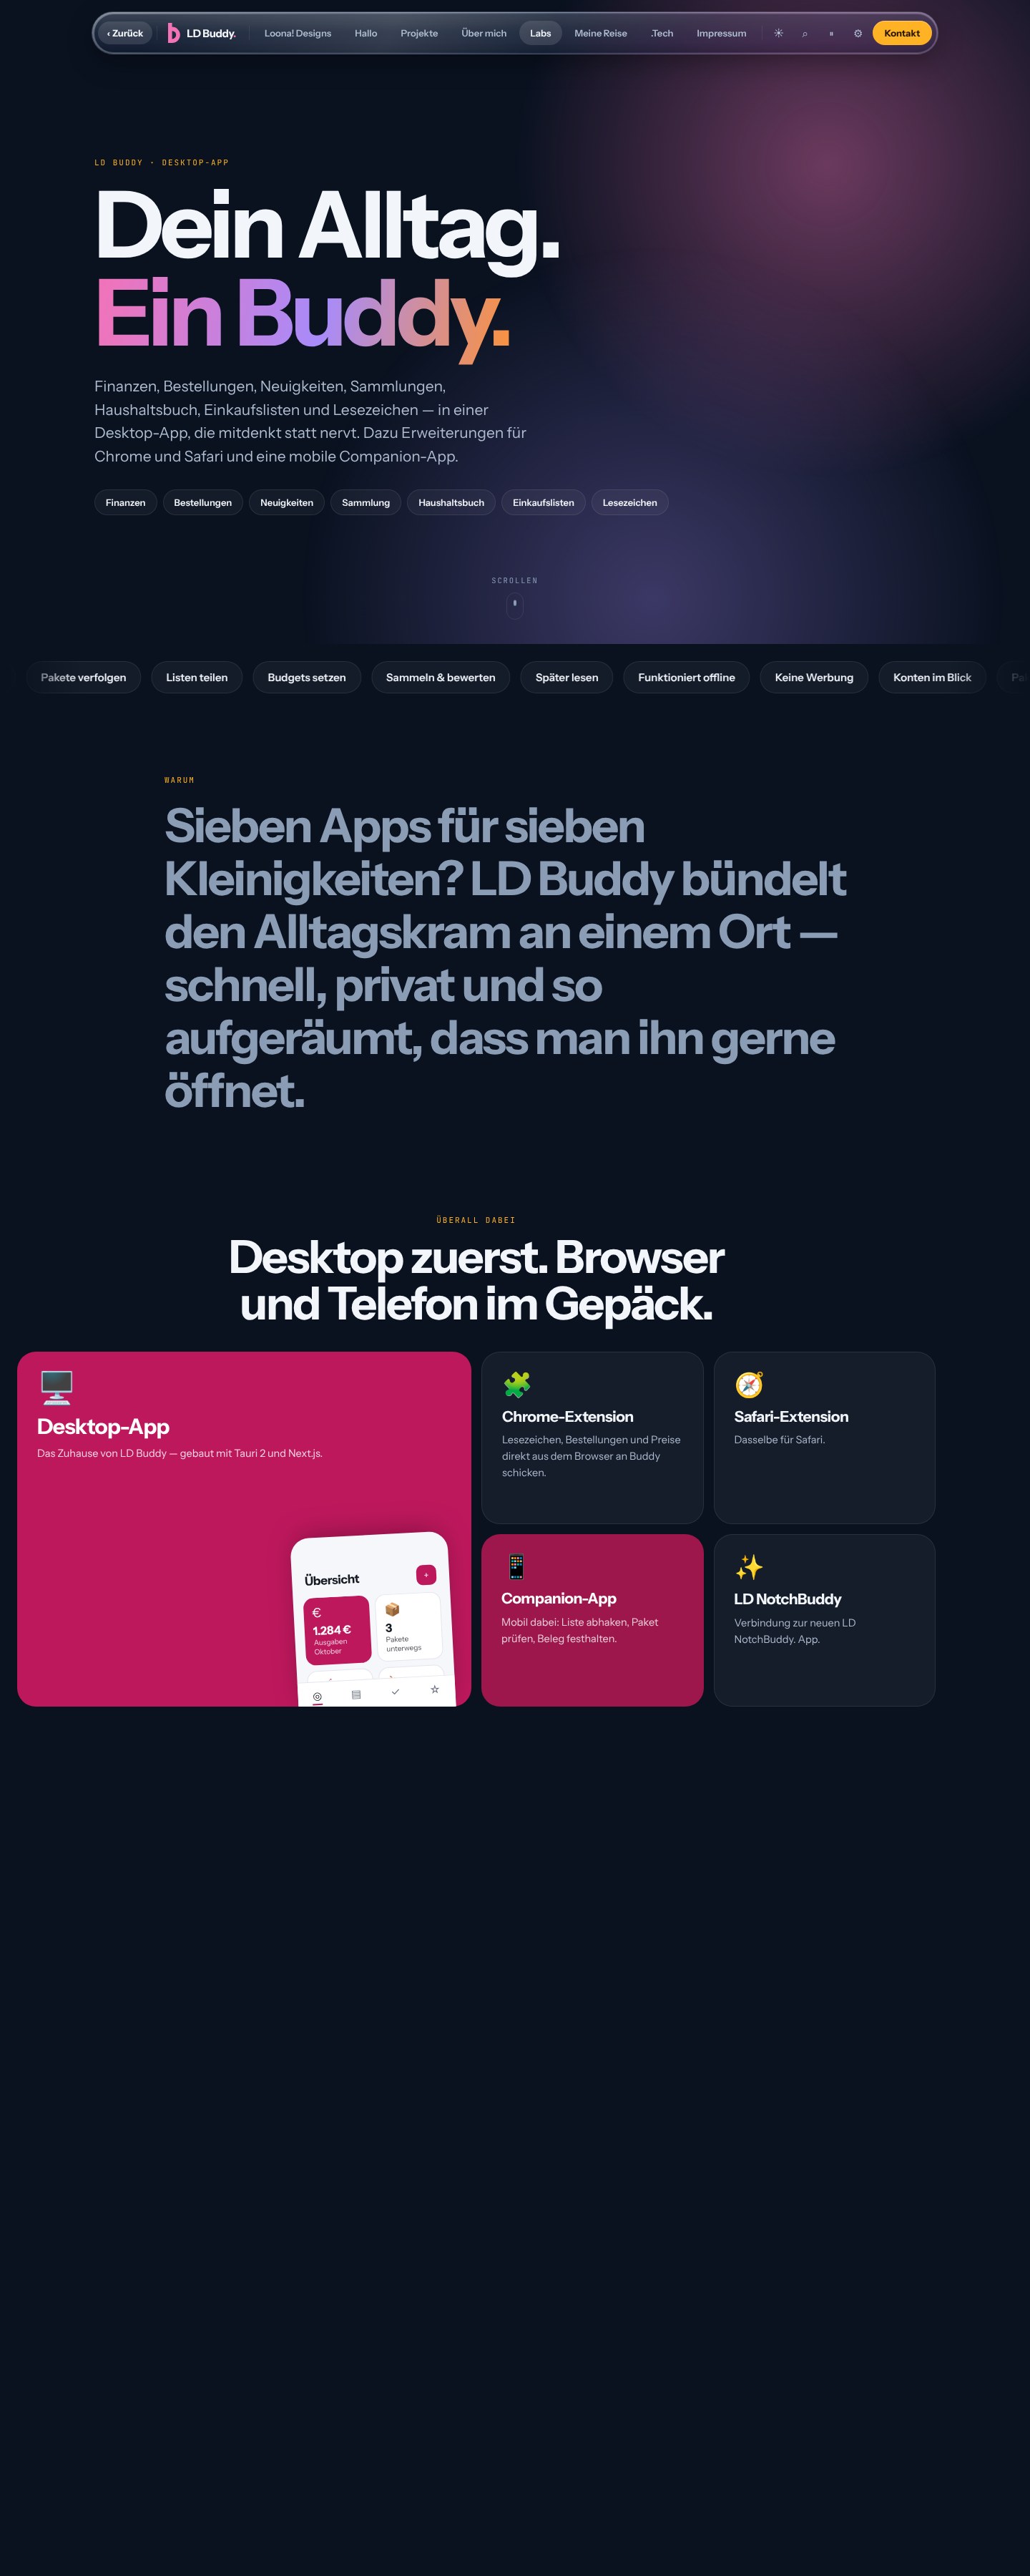 ‹ Zurück
LD Buddy.
Loona! Designs
Hallo
Projekte
Über mich
Labs
Meine Reise
.Tech
Impressum
Kontakt
LD BUDDY · DESKTOP-APP
Dein Alltag.
Ein Buddy.
Finanzen, Bestellungen, Neuigkeiten, Sammlungen,
Haushaltsbuch, Einkaufslisten und Lesezeichen — in einer
Desktop-App, die mitdenkt statt nervt. Dazu Erweiterungen für
Chrome und Safari und eine mobile Companion-App.
Finanzen
Bestellungen
Neuigkeiten
Sammlung
Haushaltsbuch
Einkaufslisten
Lesezeichen
SCROLLEN
Pakete verfolgen
Listen teilen
Budgets setzen
Sammeln & bewerten
Später lesen
Funktioniert offline
Keine Werbung
Konten im Blick
WARUM
Sieben Apps für sieben
Kleinigkeiten? LD Buddy bündelt
den Alltagskram an einem Ort —
schnell, privat und so
aufgeräumt, dass man ihn gerne
öffnet.
ÜBERALL DABEI
Desktop zuerst. Browser
und Telefon im Gepäck.
Desktop-App
Das Zuhause von LD Buddy — gebaut mit Tauri 2 und Next.js.
Übersicht
+
€
1.284 €
Ausgaben
Oktober
3
Pakete
unterwegs
Chrome-Extension
Lesezeichen, Bestellungen und Preise
direkt aus dem Browser an Buddy
schicken.
Safari-Extension
Dasselbe für Safari.
Companion-App
Mobil dabei: Liste abhaken, Paket
prüfen, Beleg festhalten.
LD NotchBuddy
Verbindung zur neuen LD
NotchBuddy. App.